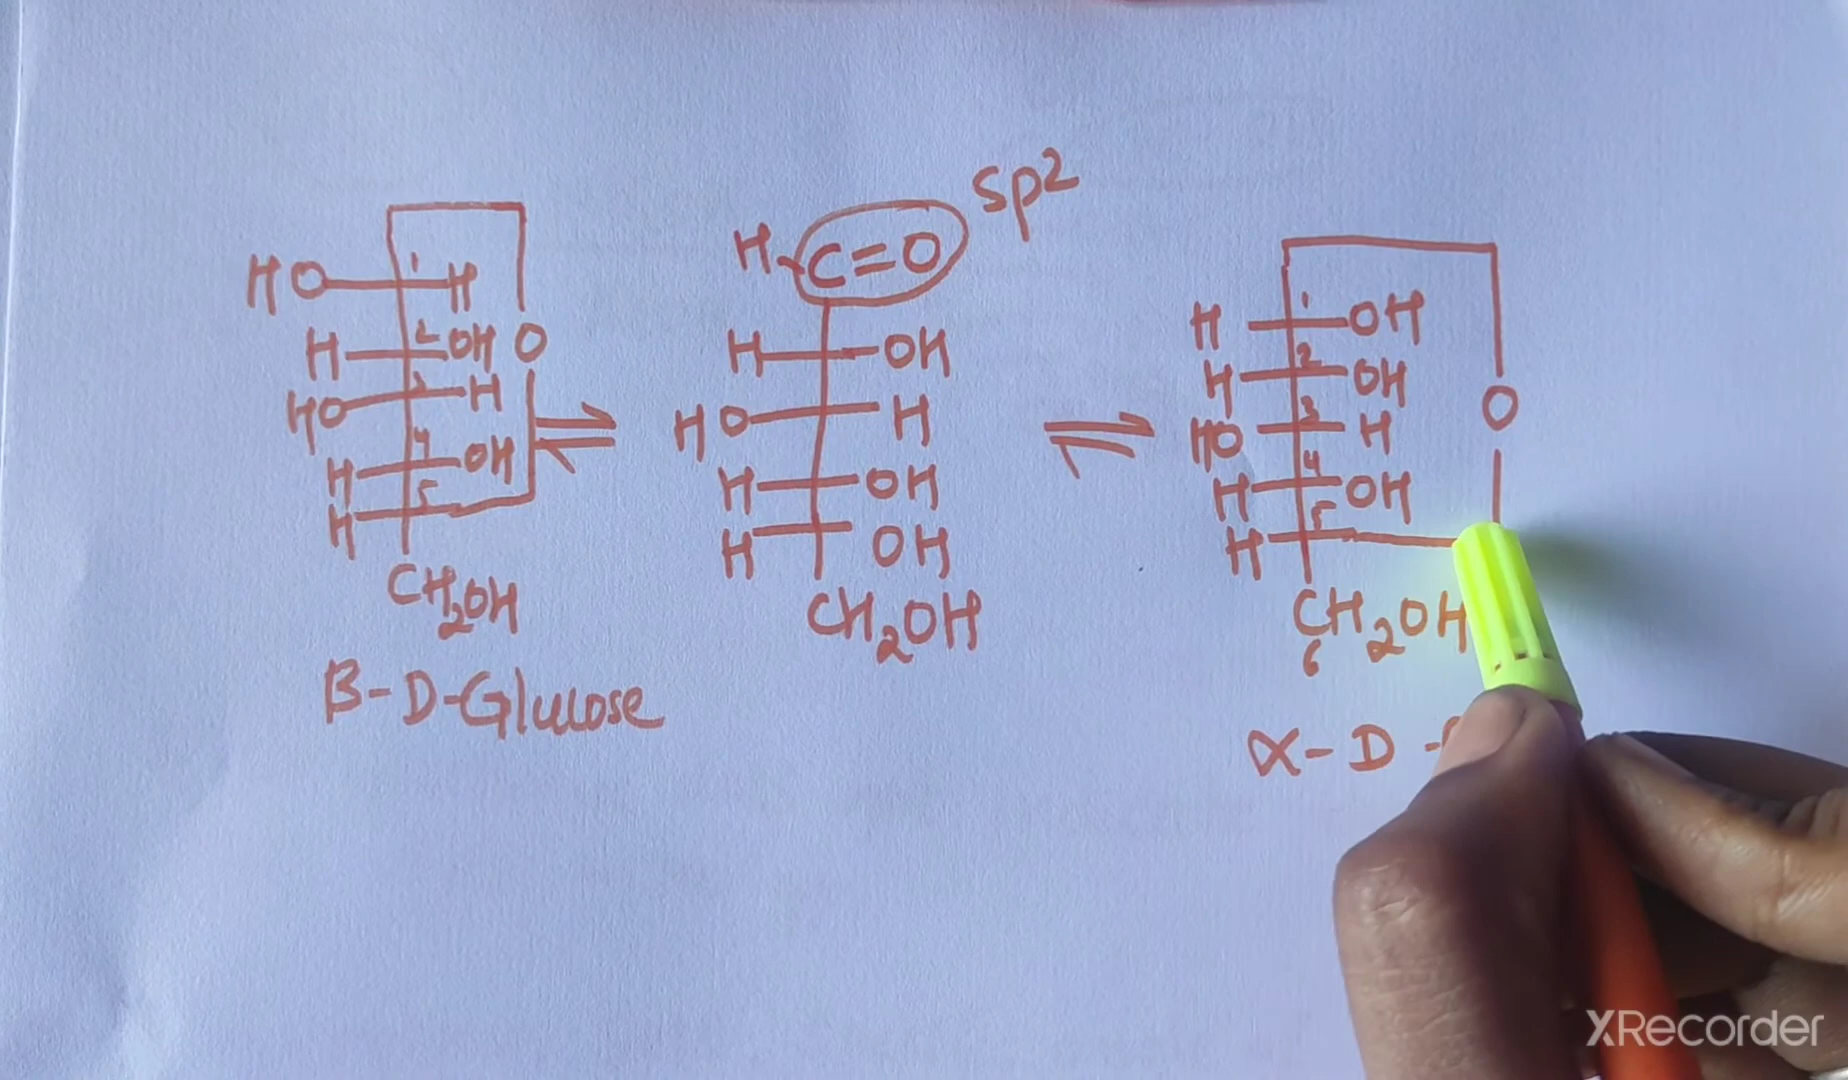 HO 1 H
H 2 OH O
HO 3 H
H 4 OH
H 5
CH2OH
B-D-Glucose
sp2
H C=O
H OH
HO H
H OH
H OH
CH2OH
H 1 OH
H 2 OH
HO 3 H O
H 4 OH
H 5
CH2OH
6
α-D-
XRecorder